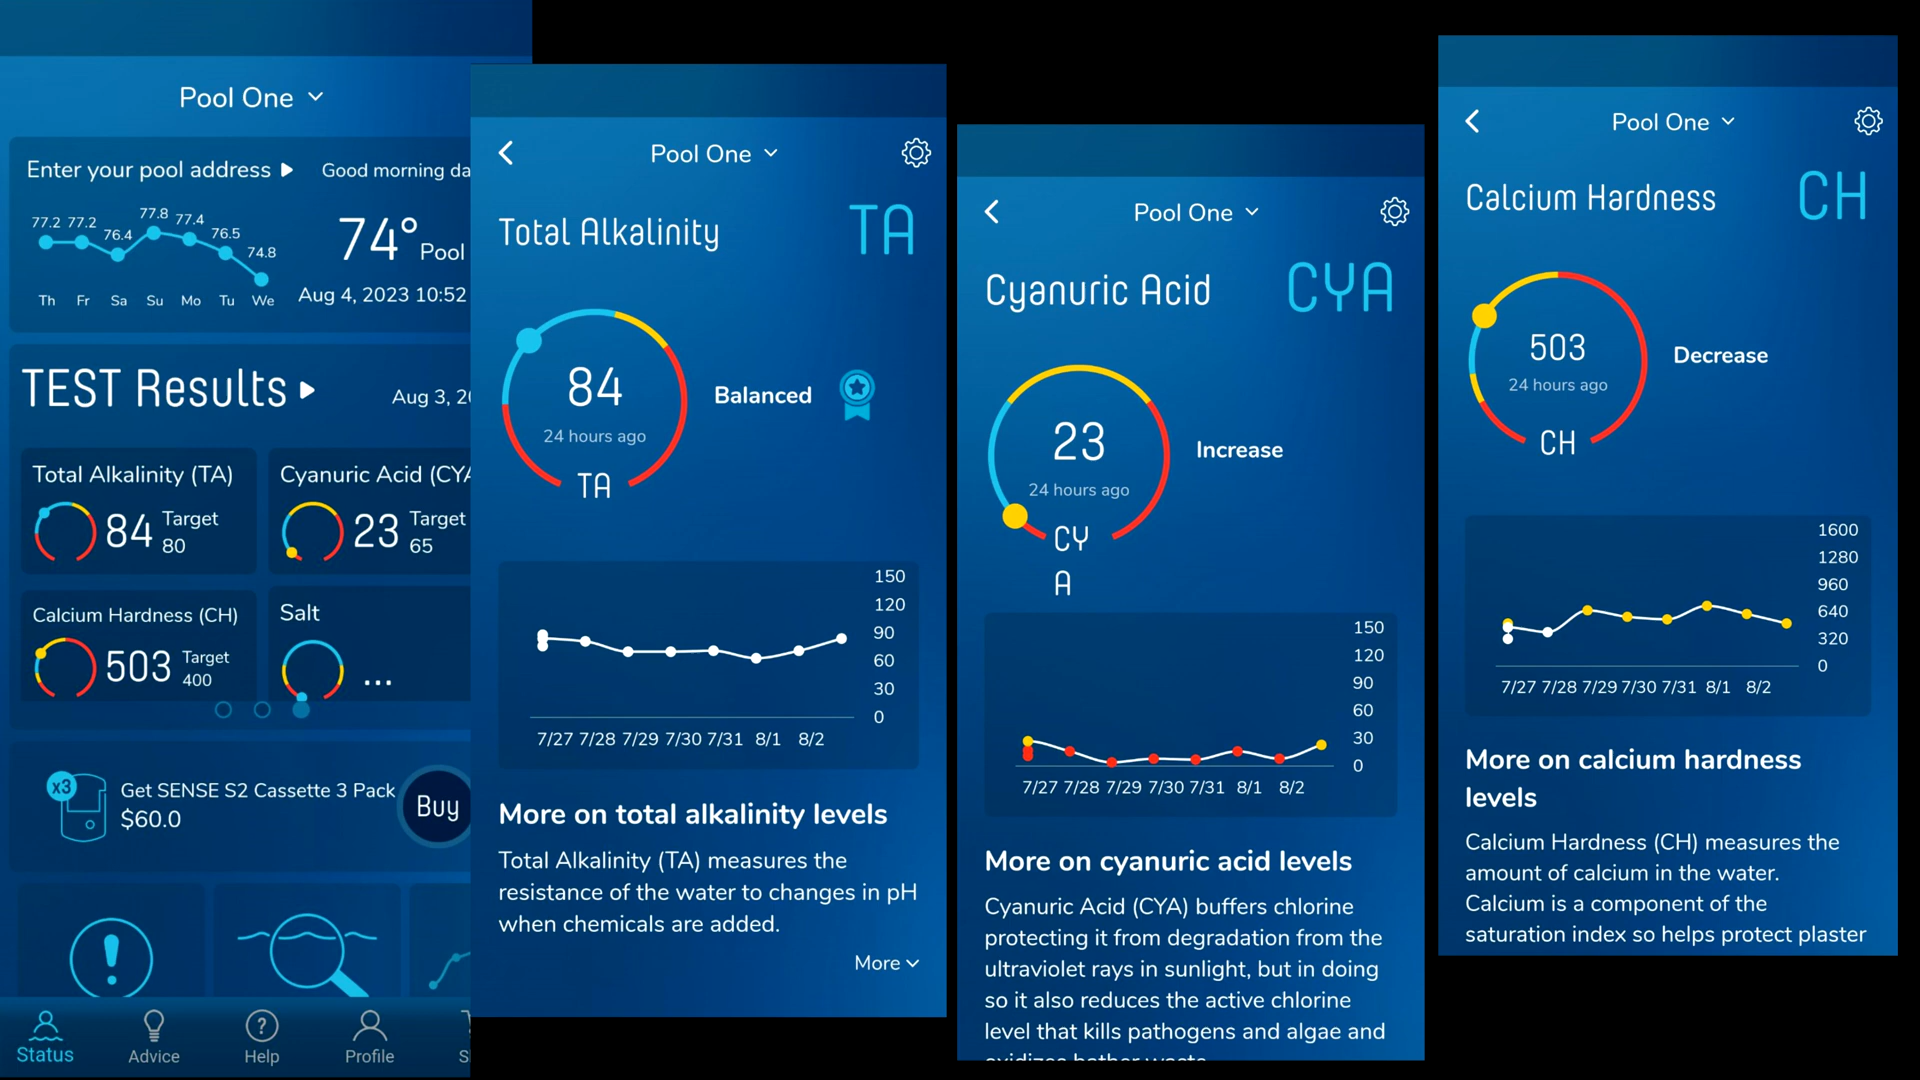 Pool One
Enter your pool address
Good morning da
77.2 77.2 76.4 77.8 77.4 76.5 74.8
Th Fr Sa Su Mo Tu We
74° Pool
Aug 4, 2023 10:52
TEST Results
Aug 3, 20
Total Alkalinity (TA)
84 Target
80
Cyanuric Acid (CYA
23 Target
65
Calcium Hardness (CH)
503 Target
400
Salt
...
x3
Get SENSE S2 Cassette 3 Pack
$60.0
Buy
Status
Advice
Help
Profile
S
Pool One
Total Alkalinity
TA
84
24 hours ago
TA
Balanced
150
120
90
60
30
0
7/27 7/28 7/29 7/30 7/31 8/1 8/2
More on total alkalinity levels
Total Alkalinity (TA) measures the
resistance of the water to changes in pH
when chemicals are added.
More
Pool One
Cyanuric Acid
CYA
23
24 hours ago
CY
A
Increase
150
120
90
60
30
0
7/27 7/28 7/29 7/30 7/31 8/1 8/2
More on cyanuric acid levels
Cyanuric Acid (CYA) buffers chlorine
protecting it from degradation from the
ultraviolet rays in sunlight, but in doing
so it also reduces the active chlorine
level that kills pathogens and algae and
oxidizes bather waste
Pool One
Calcium Hardness
CH
503
24 hours ago
CH
Decrease
1600
1280
960
640
320
0
7/27 7/28 7/29 7/30 7/31 8/1 8/2
More on calcium hardness
levels
Calcium Hardness (CH) measures the
amount of calcium in the water.
Calcium is a component of the
saturation index so helps protect plaster